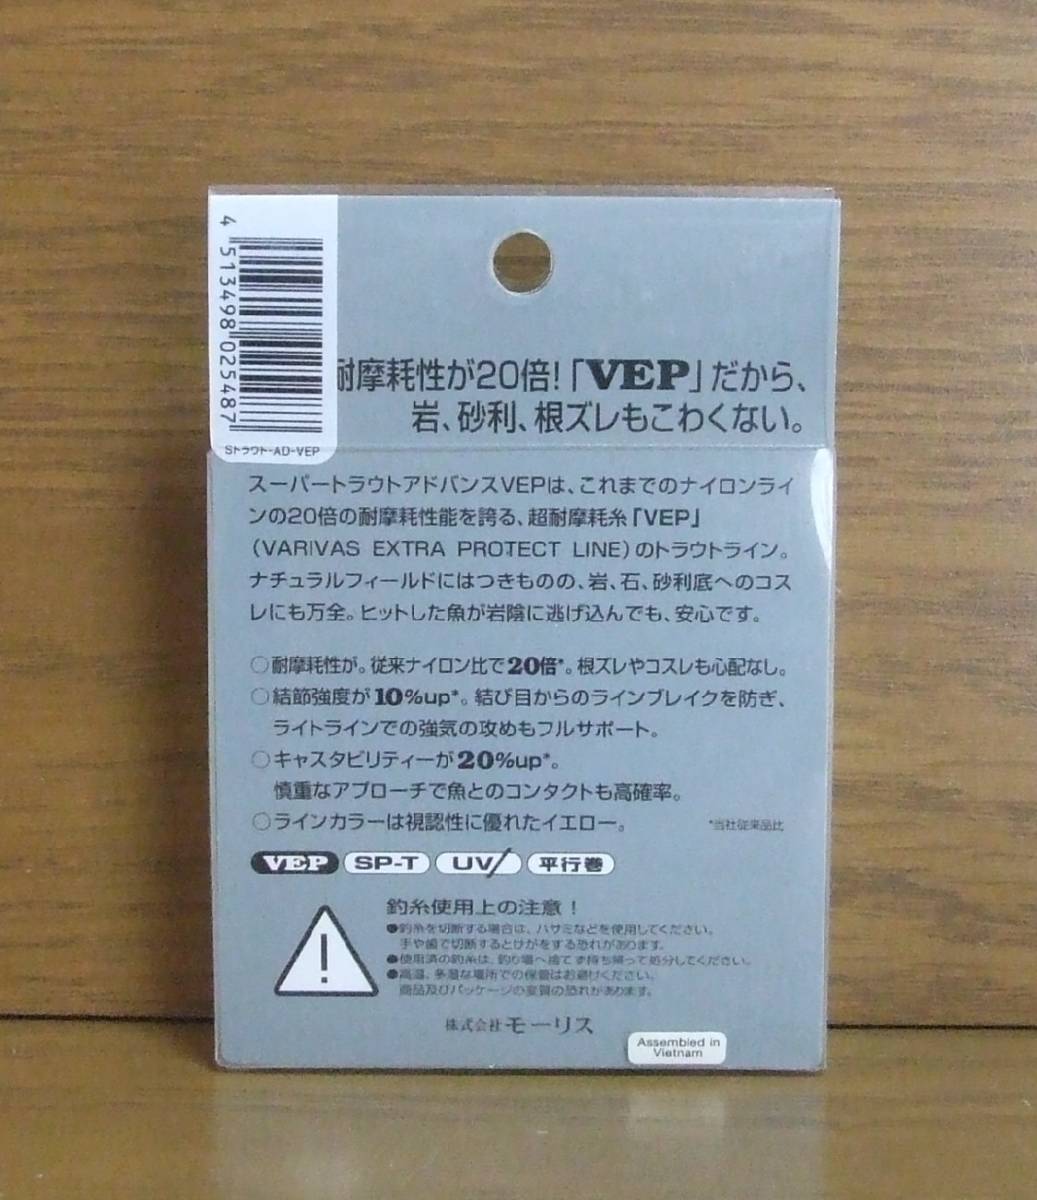 4 513498 025487
Sトラウト-AD-VEP
耐摩耗性が20倍!「VEP」だから、
岩、砂利、根ズレもこわくない。
スーパートラウトアドバンスVEPは、これまでのナイロンライ
ンの20倍の耐摩耗性能を誇る、超耐摩耗糸「VEP」
(VARIVAS EXTRA PROTECT LINE)のトラウトライン。
ナチュラルフィールドにはつきものの、岩、石、砂利底へのコス
レにも万全。ヒットした魚が岩陰に逃げ込んでも、安心です。
○耐摩耗性が。従来ナイロン比で20倍*。根ズレやコスレも心配なし。
○結節強度が10%up*。結び目からのラインブレイクを防ぎ、
ライトラインでの強気の攻めもフルサポート。
○キャスタビリティーが20%up*。
慎重なアプローチで魚とのコンタクトも高確率。
○ラインカラーは視認性に優れたイエロー。
*当社従来品比
VEP SP-T UV 平行巻
釣糸使用上の注意!
●釣糸を切断する場合は、ハサミなどを使用してください。
手や歯で切断するとけがをする恐れがあります。
●使用済の釣糸は、釣り場へ捨てず持ち帰って処分してください。
●高温、多湿な場所での保管はお避けください。
商品及びパッケージの変質の恐れがあります。
株式会社モーリス
Assembled in
Vietnam